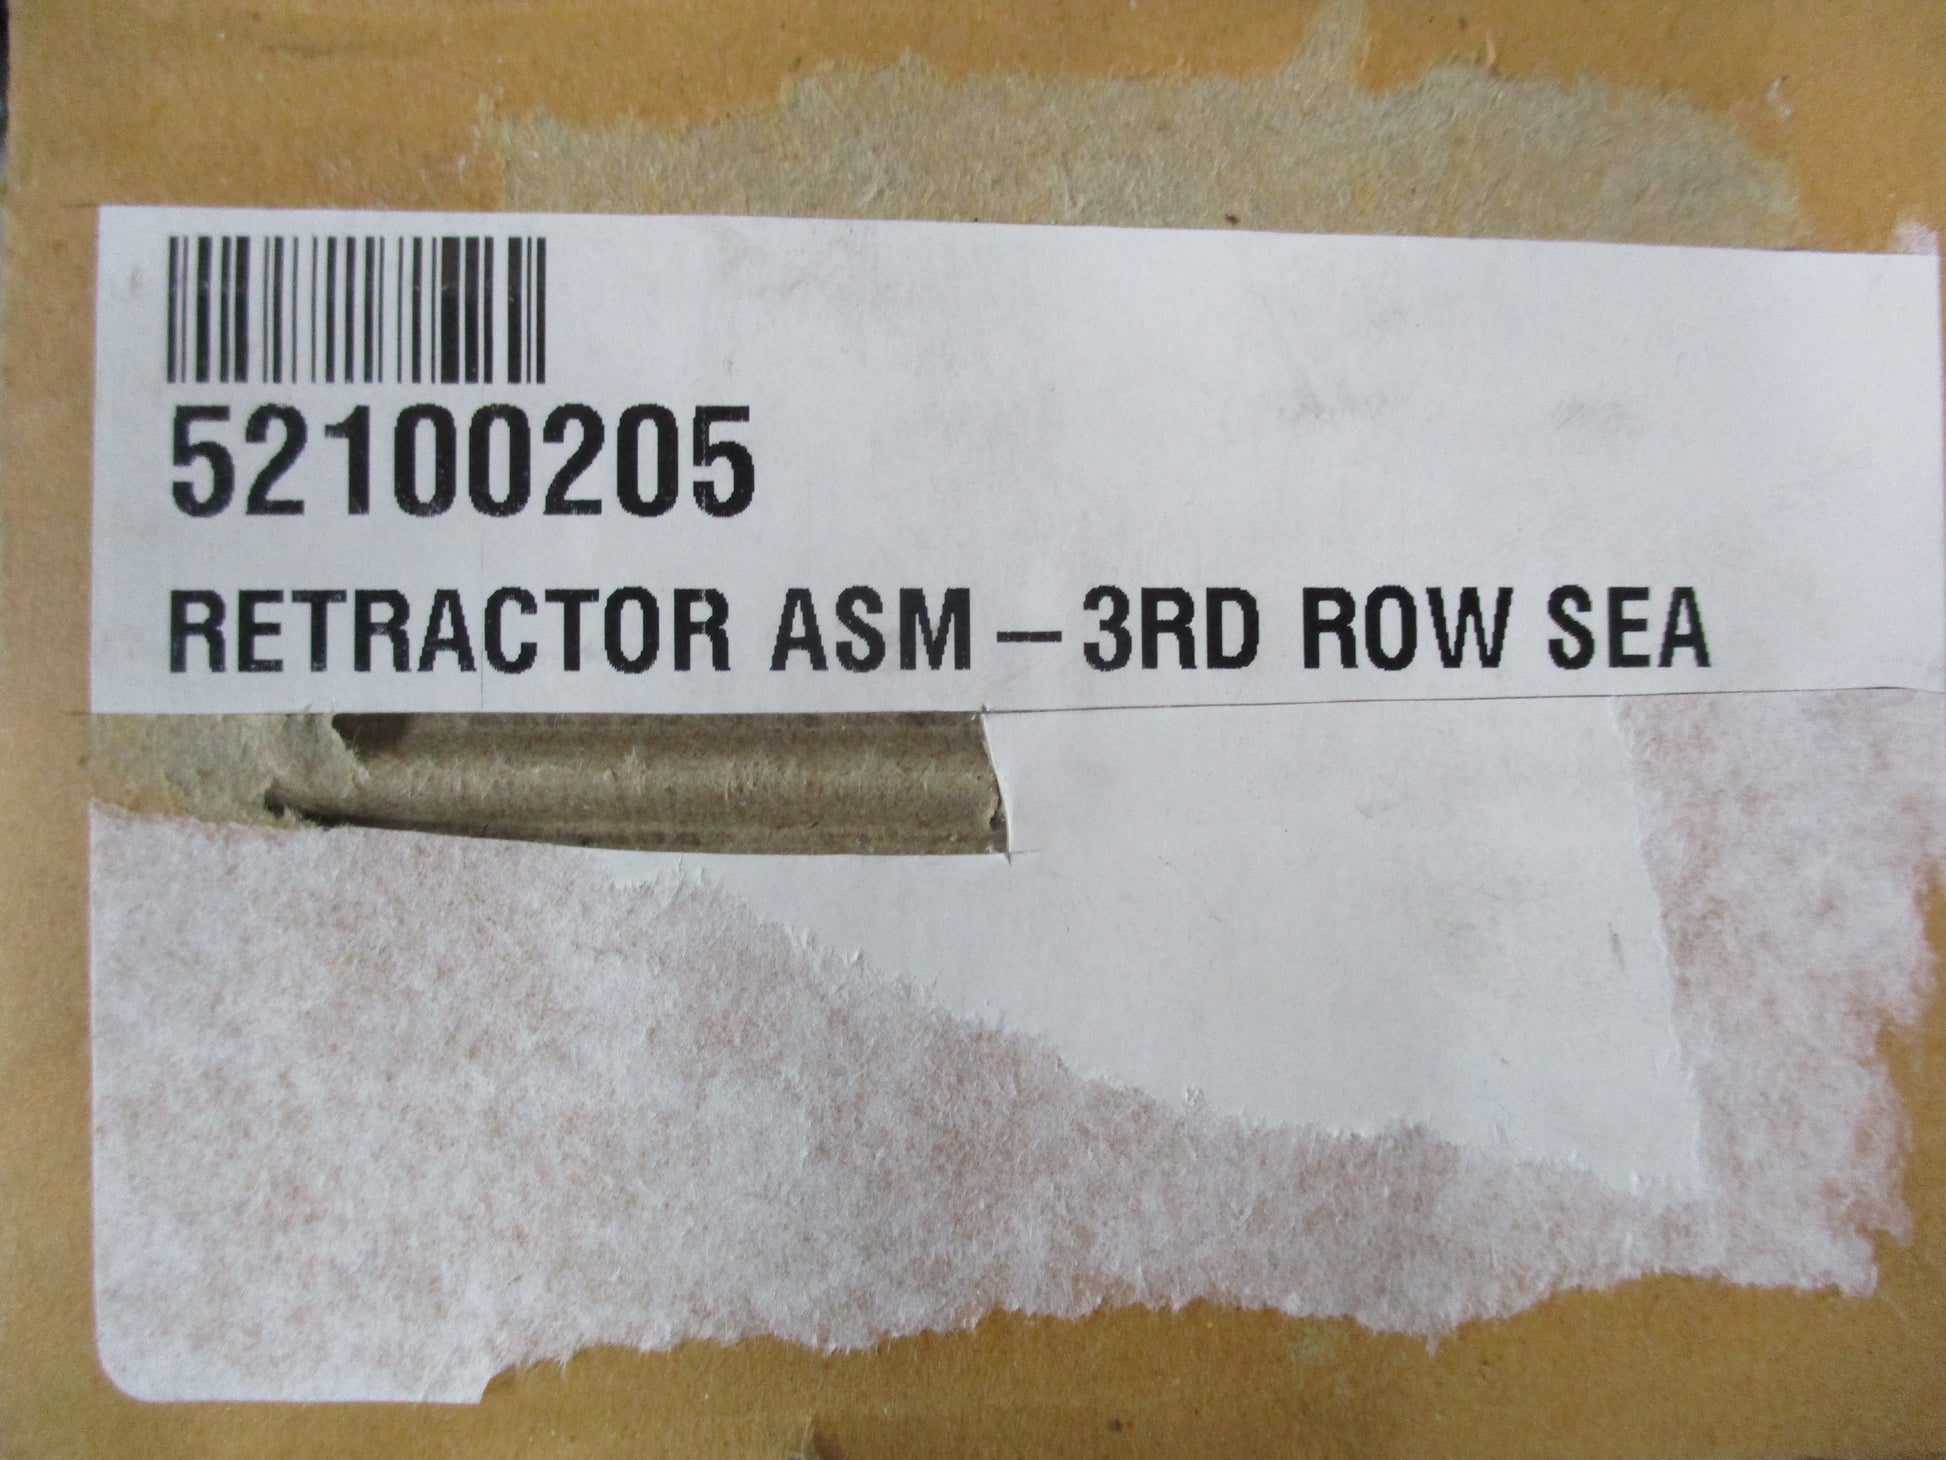 52100205
RETRACTOR ASM-3RD ROW SEA